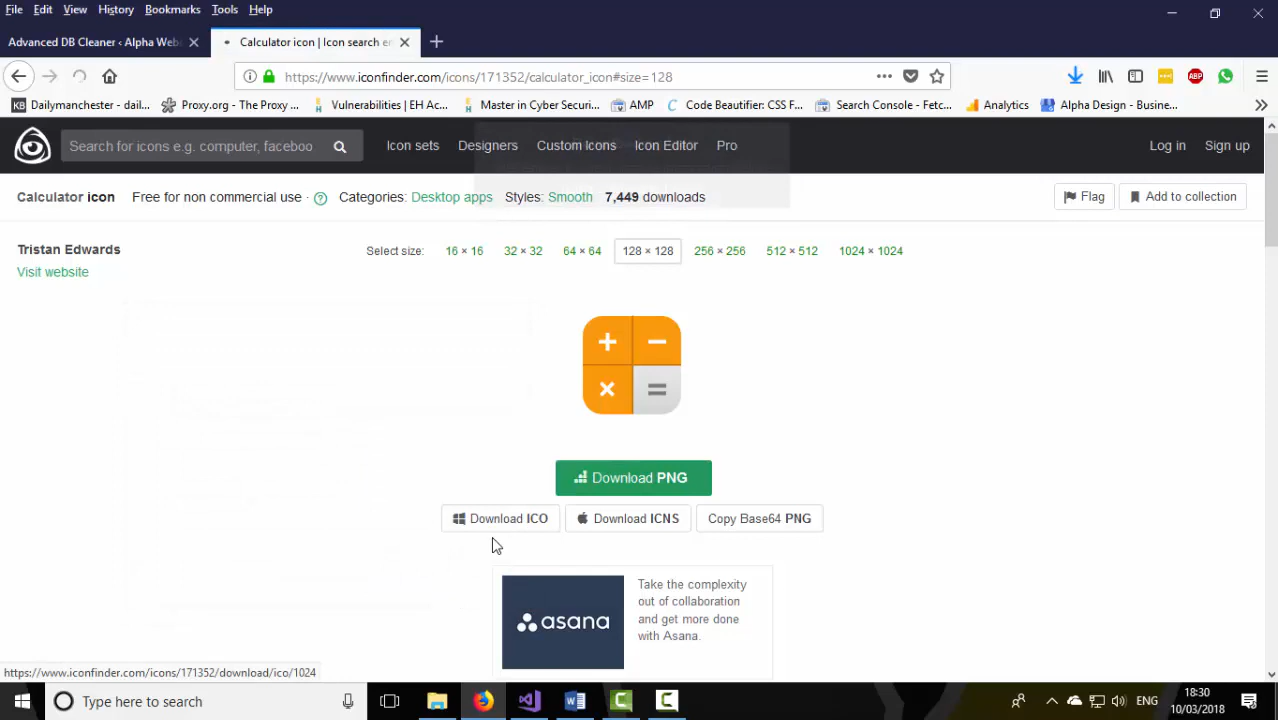 File Edit View History Bookmarks Tools Help
Advanced DB Cleaner ‹ Alpha Web
Calculator icon | Icon search en
https://www.iconfinder.com/icons/171352/calculator_icon#size=128
Dailymanchester - dail... Proxy.org - The Proxy ... Vulnerabilities | EH Ac... Master in Cyber Securi... AMP Code Beautifier: CSS F... Search Console - Fetc... Analytics Alpha Design - Busine...
Search for icons e.g. computer, faceboo
Icon sets Designers Custom Icons Icon Editor Pro
Log in Sign up
Calculator icon Free for non commercial use Categories: Desktop apps Styles: Smooth 7,449 downloads
Flag Add to collection
Tristan Edwards
Visit website
Select size: 16 × 16 32 × 32 64 × 64 128 × 128 256 × 256 512 × 512 1024 × 1024
Download PNG
Download ICO Download ICNS Copy Base64 PNG
asana
Take the complexity
out of collaboration
and get more done
with Asana.
https://www.iconfinder.com/icons/171352/download/ico/1024
Type here to search
ENG
18:30
10/03/2018